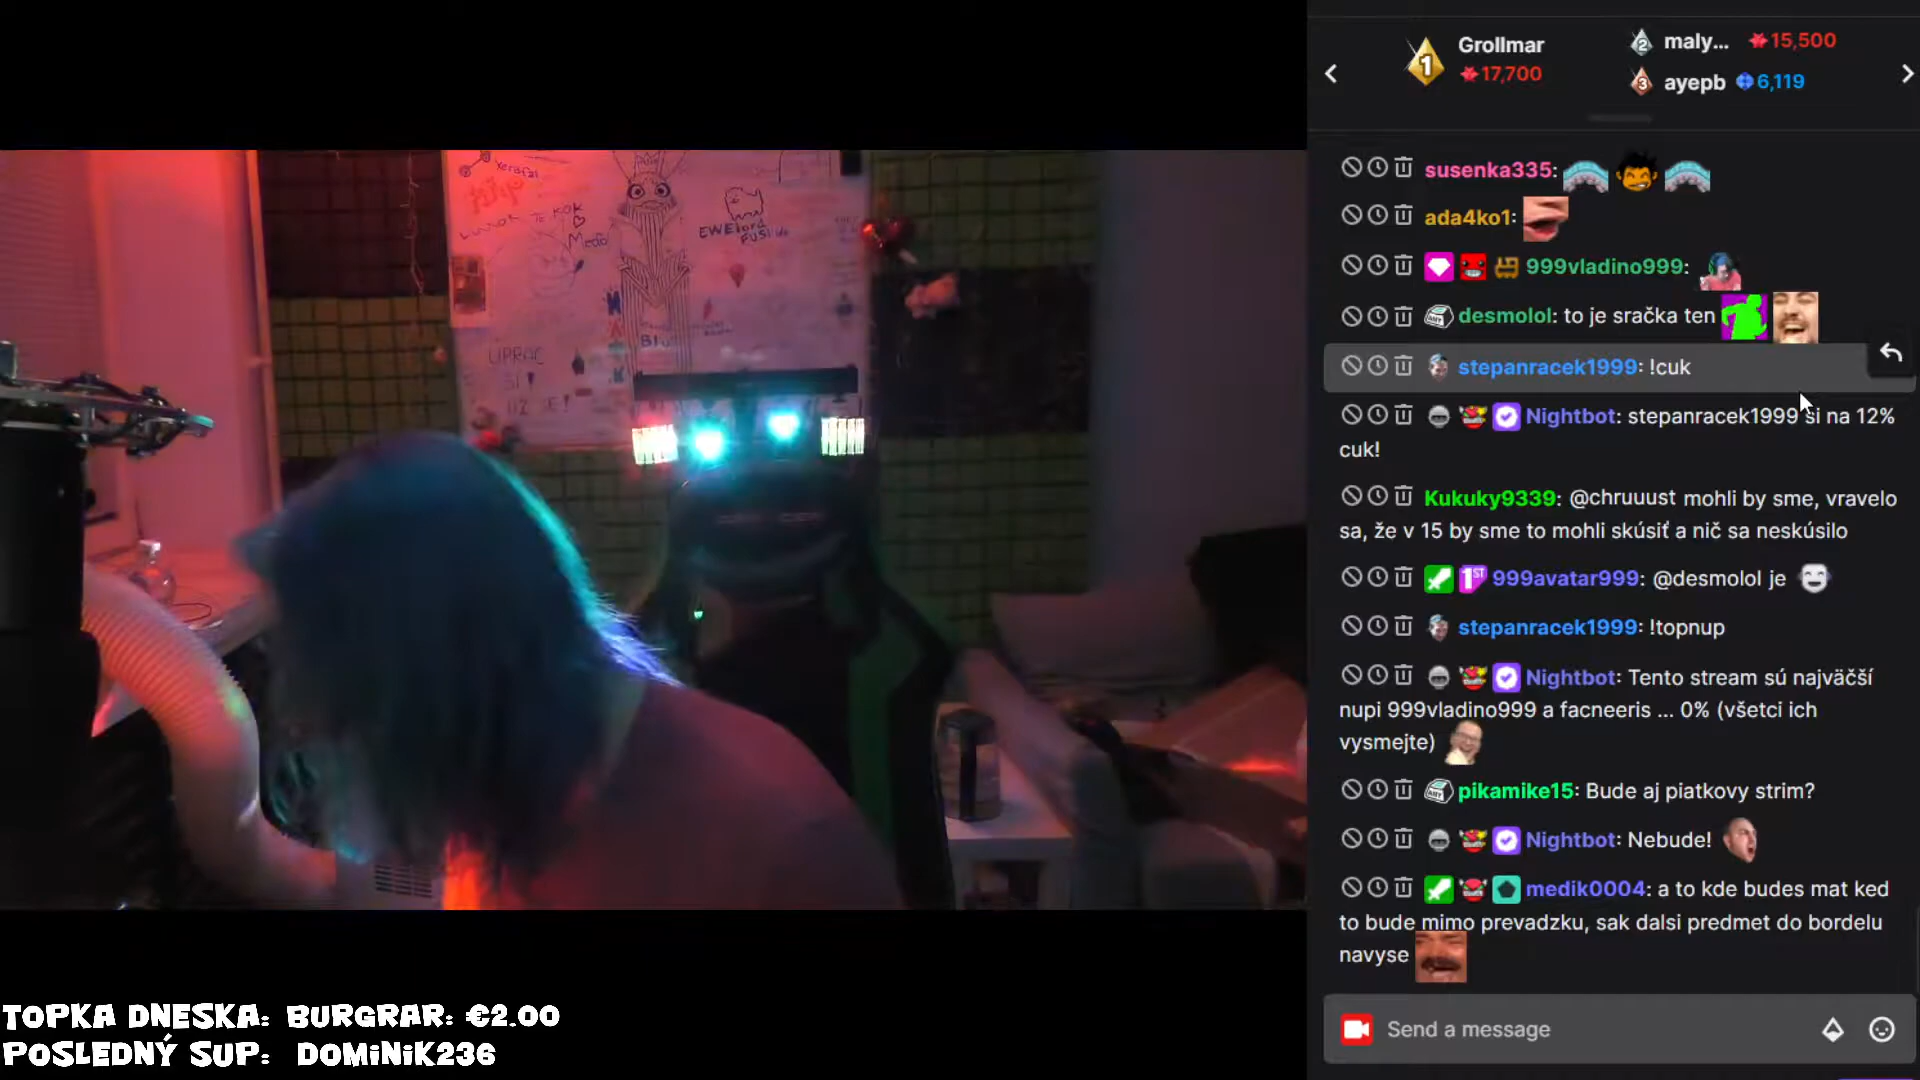 Grollmar
17,700
maly... 15,500
ayepb 6,119
susenka335:
ada4ko1:
999vladino999:
desmolol: to je sračka ten
stepanracek1999: !cuk
Nightbot: stepanracek1999 si na 12%
cuk!
Kukuky9339: @chruuust mohli by sme, vravelo
sa, že v 15 by sme to mohli skúsiť a nič sa neskúsilo
999avatar999: @desmolol je
stepanracek1999: !topnup
Nightbot: Tento stream sú najväčší
nupi 999vladino999 a facneeris ... 0% (všetci ich
vysmejte)
pikamike15: Bude aj piatkovy strim?
Nightbot: Nebude!
medik0004: a to kde budes mat ked
to bude mimo prevadzku, sak dalsi predmet do bordelu
navyse
Send a message
UPRAC
SI
UŽ JE!
TOPKA DNESKA: BURGRAR: €2.00
POSLEDNÝ SUP: DOMINIK236